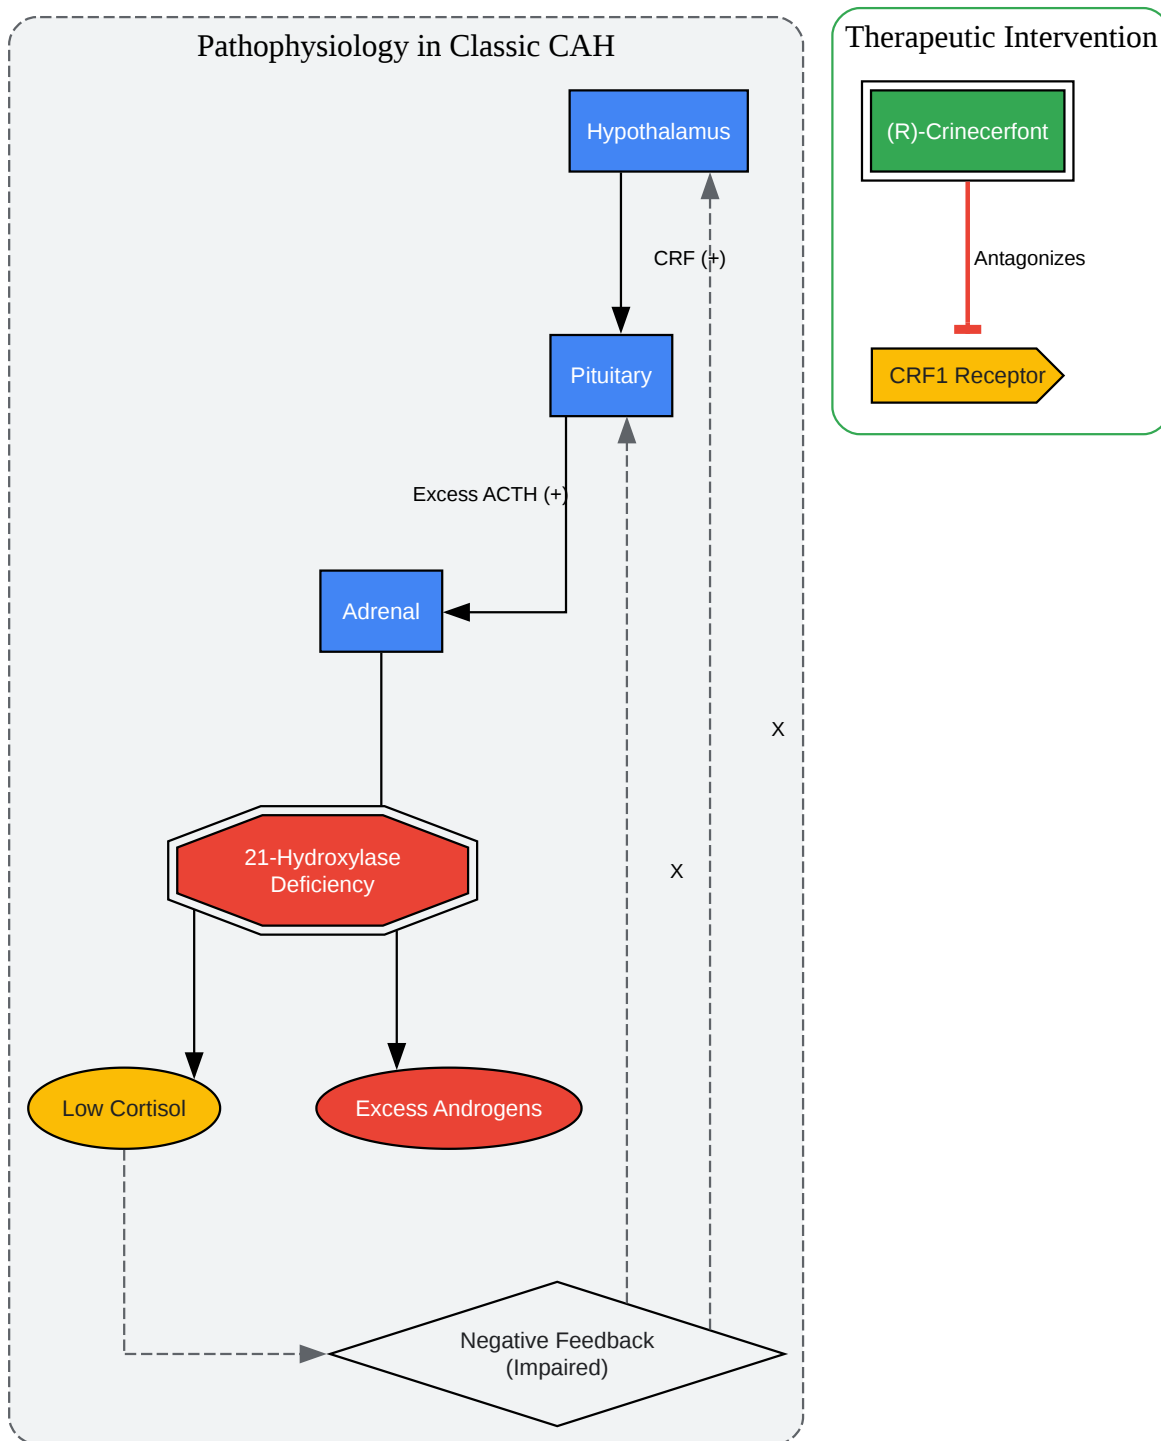 Pathophysiology in Classic CAH
Hypothalamus
CRF (+)
Pituitary
Excess ACTH (+)
Adrenal
X
X
21-Hydroxylase
Deficiency
Low Cortisol
Excess Androgens
Negative Feedback
(Impaired)
Therapeutic Intervention
(R)-Crinecerfont
Antagonizes
CRF1 Receptor